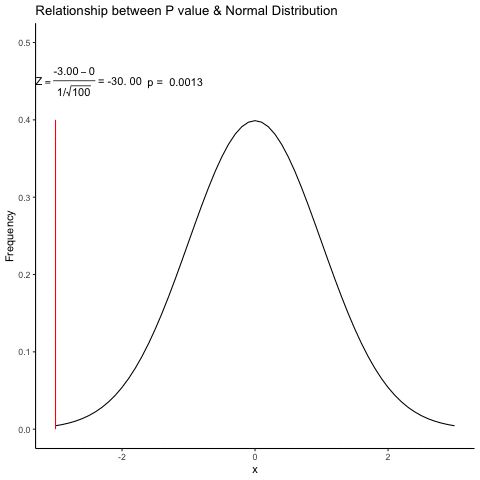 Relationship between P value & Normal Distribution
0.5
-3.00 – 0
Z = = -30. 00 p = 0.0013
1/√100
0.4
0.3
Frequency
0.2
0.1
0.0
-2 0 2
x